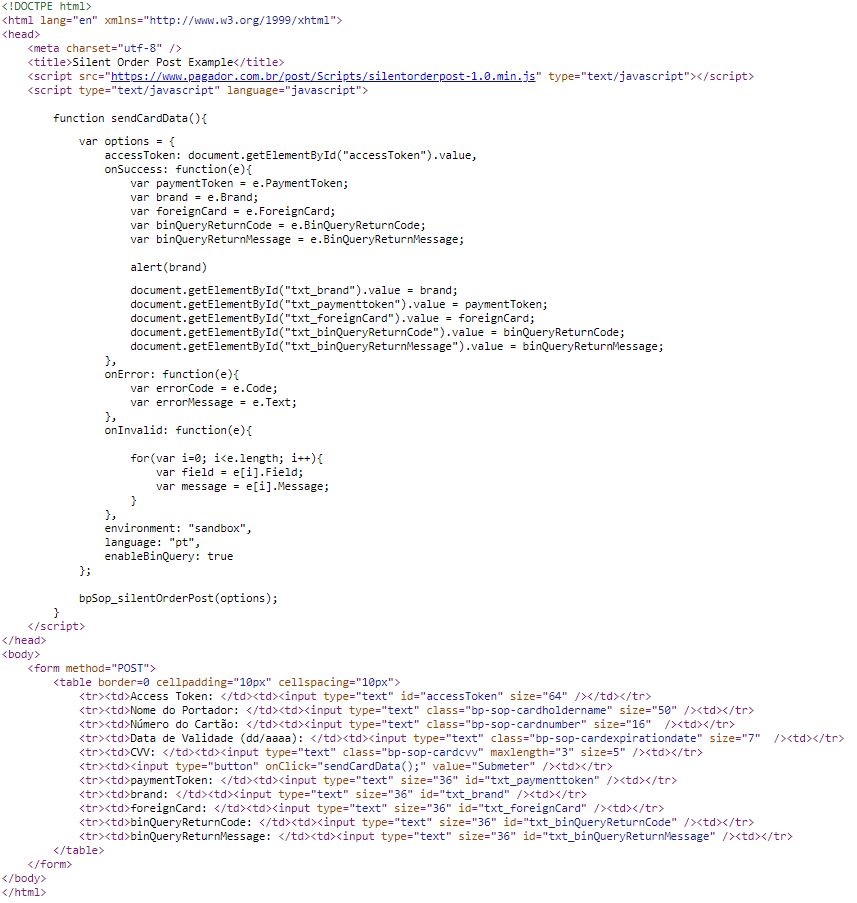 <!DOCTPE html>
<html lang="en" xmlns="http://www.w3.org/1999/xhtml">
<head>
    <meta charset="utf-8" />
    <title>Silent Order Post Example</title>
    <script src="https://www.pagador.com.br/post/Scripts/silentorderpost-1.0.min.js" type="text/javascript"></script>
    <script type="text/javascript" language="javascript">

        function sendCardData(){

            var options = {
                accessToken: document.getElementById("accessToken").value,
                onSuccess: function(e){
                    var paymentToken = e.PaymentToken;
                    var brand = e.Brand;
                    var foreignCard = e.ForeignCard;
                    var binQueryReturnCode = e.BinQueryReturnCode;
                    var binQueryReturnMessage = e.BinQueryReturnMessage;

                    alert(brand)

                    document.getElementById("txt_brand").value = brand;
                    document.getElementById("txt_paymenttoken").value = paymentToken;
                    document.getElementById("txt_foreignCard").value = foreignCard;
                    document.getElementById("txt_binQueryReturnCode").value = binQueryReturnCode;
                    document.getElementById("txt_binQueryReturnMessage").value = binQueryReturnMessage;
                },
                onError: function(e){
                    var errorCode = e.Code;
                    var errorMessage = e.Text;
                },
                onInvalid: function(e){

                    for(var i=0; i<e.length; i++){
                        var field = e[i].Field;
                        var message = e[i].Message;
                    }
                },
                environment: "sandbox",
                language: "pt",
                enableBinQuery: true
            };

            bpSop_silentOrderPost(options);
        }
    </script>
</head>
<body>
    <form method="POST">
        <table border=0 cellpadding="10px" cellspacing="10px">
            <tr><td>Access Token: </td><td><input type="text" id="accessToken" size="64" /></td></tr>
            <tr><td>Nome do Portador: </td><td><input type="text" class="bp-sop-cardholdername" size="50" /><td></tr>
            <tr><td>Número do Cartão: </td><td><input type="text" class="bp-sop-cardnumber" size="16"  /><td></tr>
            <tr><td>Data de Validade (dd/aaaa): </td><td><input type="text" class="bp-sop-cardexpirationdate" size="7"  /><td></tr>
            <tr><td>CVV: </td><td><input type="text" class="bp-sop-cardcvv" maxlength="3" size=5" /><td></tr>
            <tr><td><input type="button" onClick="sendCardData();" value="Submeter" /><td></tr>
            <tr><td>paymentToken: </td><td><input type="text" size="36" id="txt_paymenttoken" /><td></tr>
            <tr><td>brand: </td><td><input type="text" size="36" id="txt_brand" /><td></tr>
            <tr><td>foreignCard: </td><td><input type="text" size="36" id="txt_foreignCard" /><td></tr>
            <tr><td>binQueryReturnCode: </td><td><input type="text" size="36" id="txt_binQueryReturnCode" /><td></tr>
            <tr><td>binQueryReturnMessage: </td><td><input type="text" size="36" id="txt_binQueryReturnMessage" /><td></tr>
        </table>
    </form>
</body>
</html>